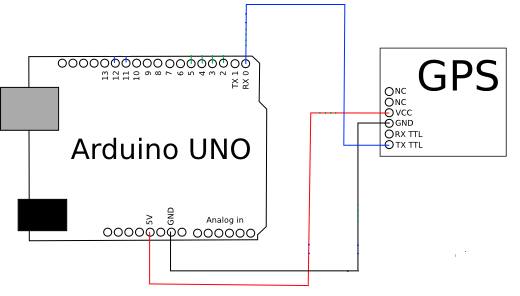 13
12
11
10
9
8
7
6
5
4
3
2
TX 1
RX 0
GPS
NC
NC
VCC
GND
RX TTL
TX TTL
Arduino UNO
5V
GND
Analog in